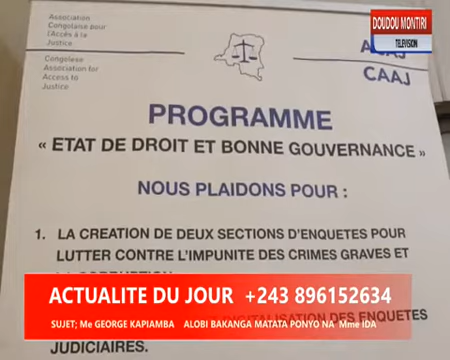 Association
Congolaise pour
l'Accès à la
Justice
Congolese
Association for
Access to
Justice
DOUDOU MONTIRI
TELEVISION
CAAJ
PROGRAMME
« ETAT DE DROIT ET BONNE GOUVERNANCE »
NOUS PLAIDONS POUR :
1. LA CREATION DE DEUX SECTIONS D'ENQUETES POUR
LUTTER CONTRE L'IMPUNITE DES CRIMES GRAVES ET
ACTUALITE DU JOUR +243 896152634
SUJET; Me GEORGE KAPIAMBA ALOBI BAKANGA MATATA PONYO NA Mme IDA
DIGITALISATION DES ENQUETES
JUDICIAIRES.